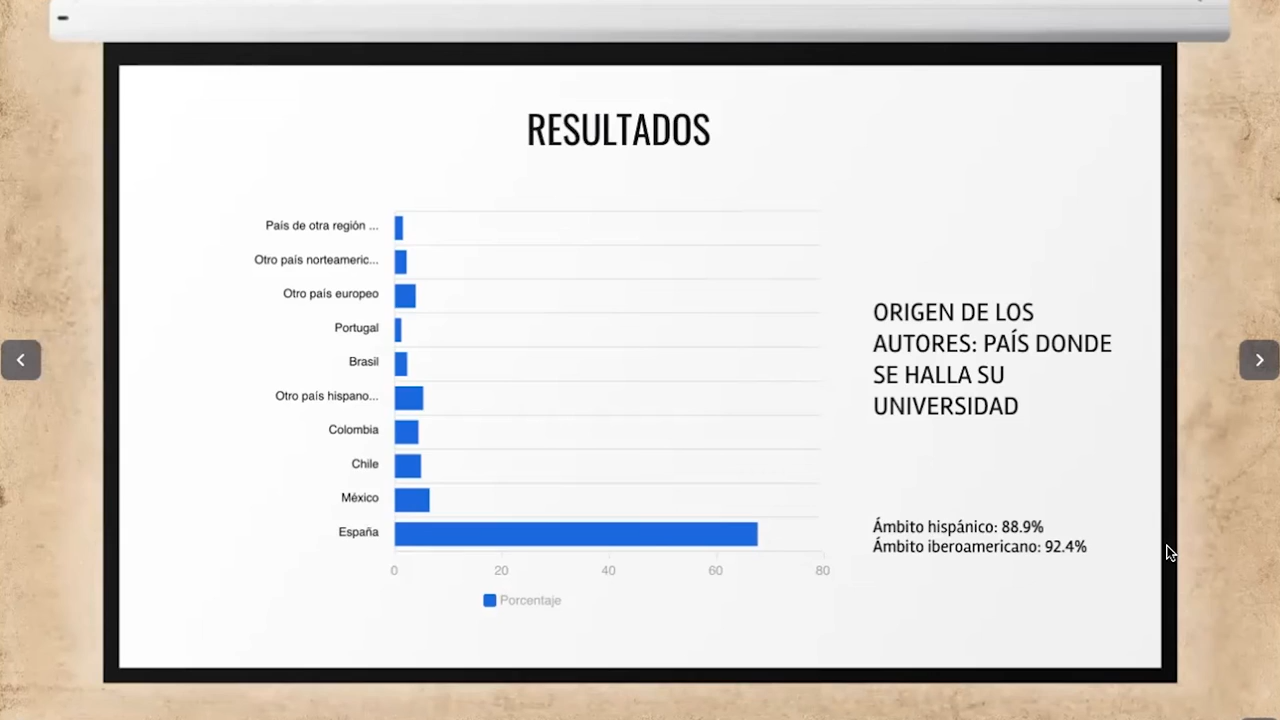 RESULTADOS
País de otra región ...
Otro país norteameric...
Otro país europeo
Portugal
Brasil
Otro país hispano...
Colombia
Chile
México
España
0 20 40 60 80
Porcentaje
ORIGEN DE LOS
AUTORES: PAÍS DONDE
SE HALLA SU
UNIVERSIDAD
Ámbito hispánico: 88.9%
Ámbito iberoamericano: 92.4%